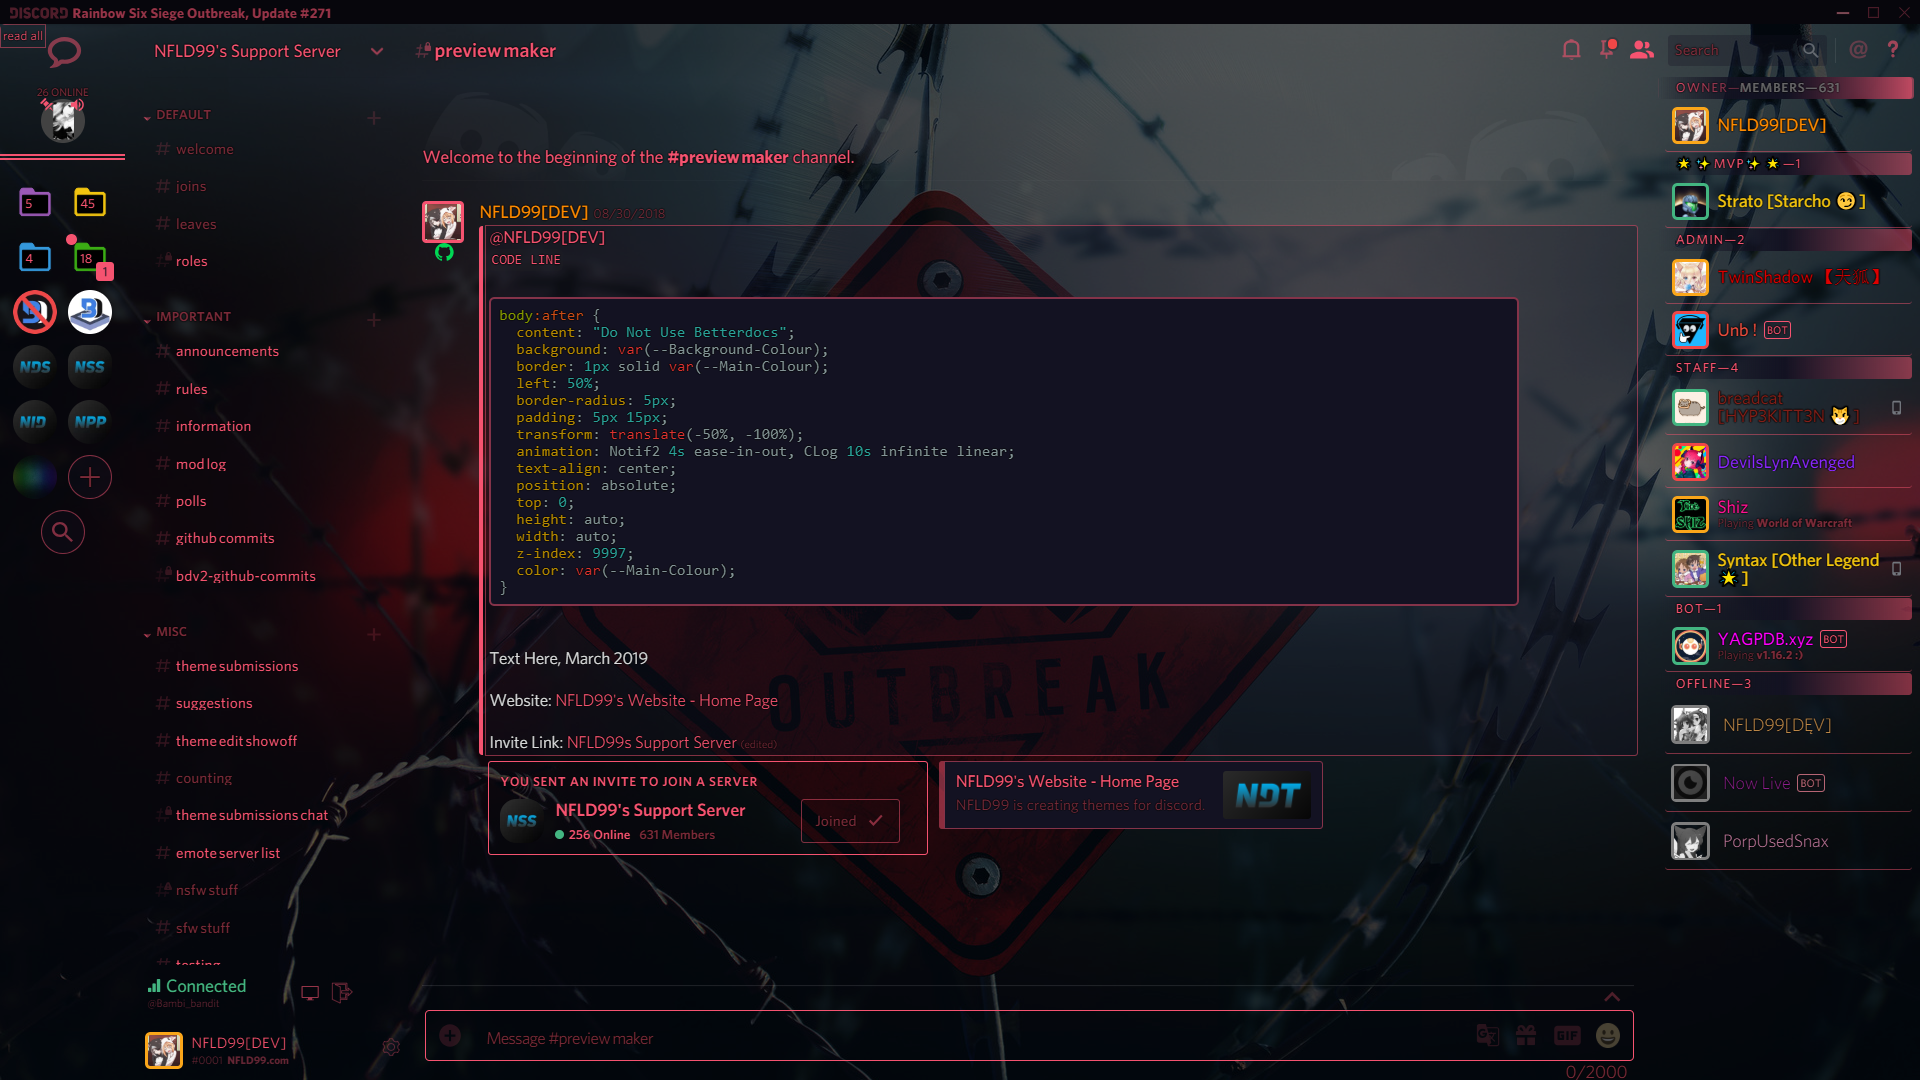 DISCORD Rainbow Six Siege Outbreak, Update #271
read all
NFLD99's Support Server
# preview maker
Search
@ ?
26 ONLINE
5
45
4
18
1
NDS
NSS
NID
NPP
DEFAULT
# welcome
# joins
# leaves
# roles
IMPORTANT
# announcements
# rules
# information
# mod log
# polls
# github commits
# bdv2-github-commits
MISC
# theme submissions
# suggestions
# theme edit showoff
# counting
# theme submissions chat
# emote server list
# nsfw stuff
# sfw stuff
# testing
Connected
@Bambi_bandit
NFLD99[DEV]
#0001 NFLD99.com
Welcome to the beginning of the #preview maker channel.
NFLD99[DEV] 08/30/2018
@NFLD99[DEV]
CODE LINE
body:after {
content: "Do Not Use Betterdocs";
background: var(--Background-Colour);
border: 1px solid var(--Main-Colour);
left: 50%;
border-radius: 5px;
padding: 5px 15px;
transform: translate(-50%, -100%);
animation: Notif2 4s ease-in-out, CLog 10s infinite linear;
text-align: center;
position: absolute;
top: 0;
height: auto;
width: auto;
z-index: 9997;
color: var(--Main-Colour);
}
Text Here, March 2019
Website: NFLD99's Website - Home Page
Invite Link: NFLD99s Support Server (edited)
OUTBREAK
YOU SENT AN INVITE TO JOIN A SERVER
NSS
NFLD99's Support Server
256 Online 631 Members
Joined
NFLD99's Website - Home Page
NFLD99 is creating themes for discord.
NDT
Message #preview maker
GIF
0/2000
OWNER—MEMBERS—631
NFLD99[DEV]
🌟✨MVP✨🌟—1
Strato [Starcho 😏]
ADMIN—2
TwinShadow 【天狐】
Unb ! BOT
STAFF—4
breadcat
[HYP3KITT3N 🐱]
DevilsLynAvenged
The SHIZ
Shiz
Playing World of Warcraft
Syntax [Other Legend
🌟]
BOT—1
YAGPDB.xyz BOT
Playing v1.16.2 :)
OFFLINE—3
NFLD99[DĘV]
Now Live BOT
PorpUsedSnax